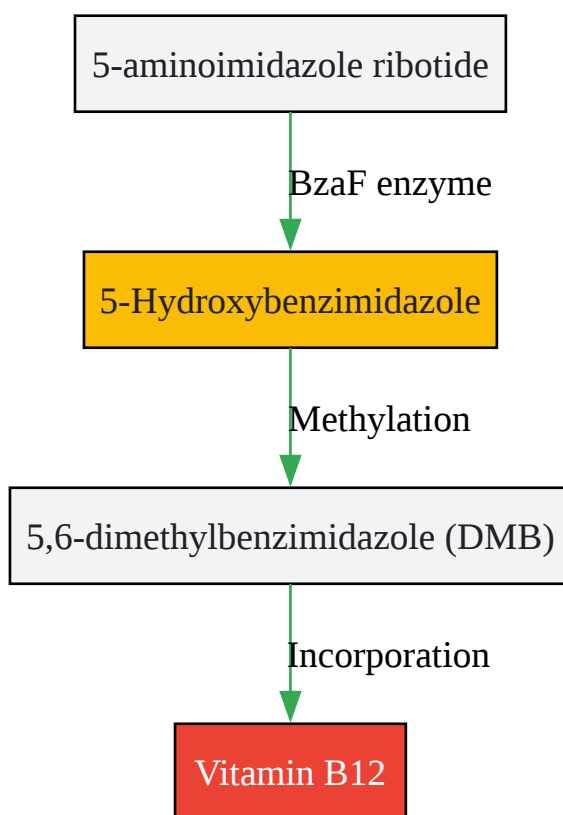 5-aminoimidazole ribotide
BzaF enzyme
5-Hydroxybenzimidazole
Methylation
5,6-dimethylbenzimidazole (DMB)
Incorporation
Vitamin B12